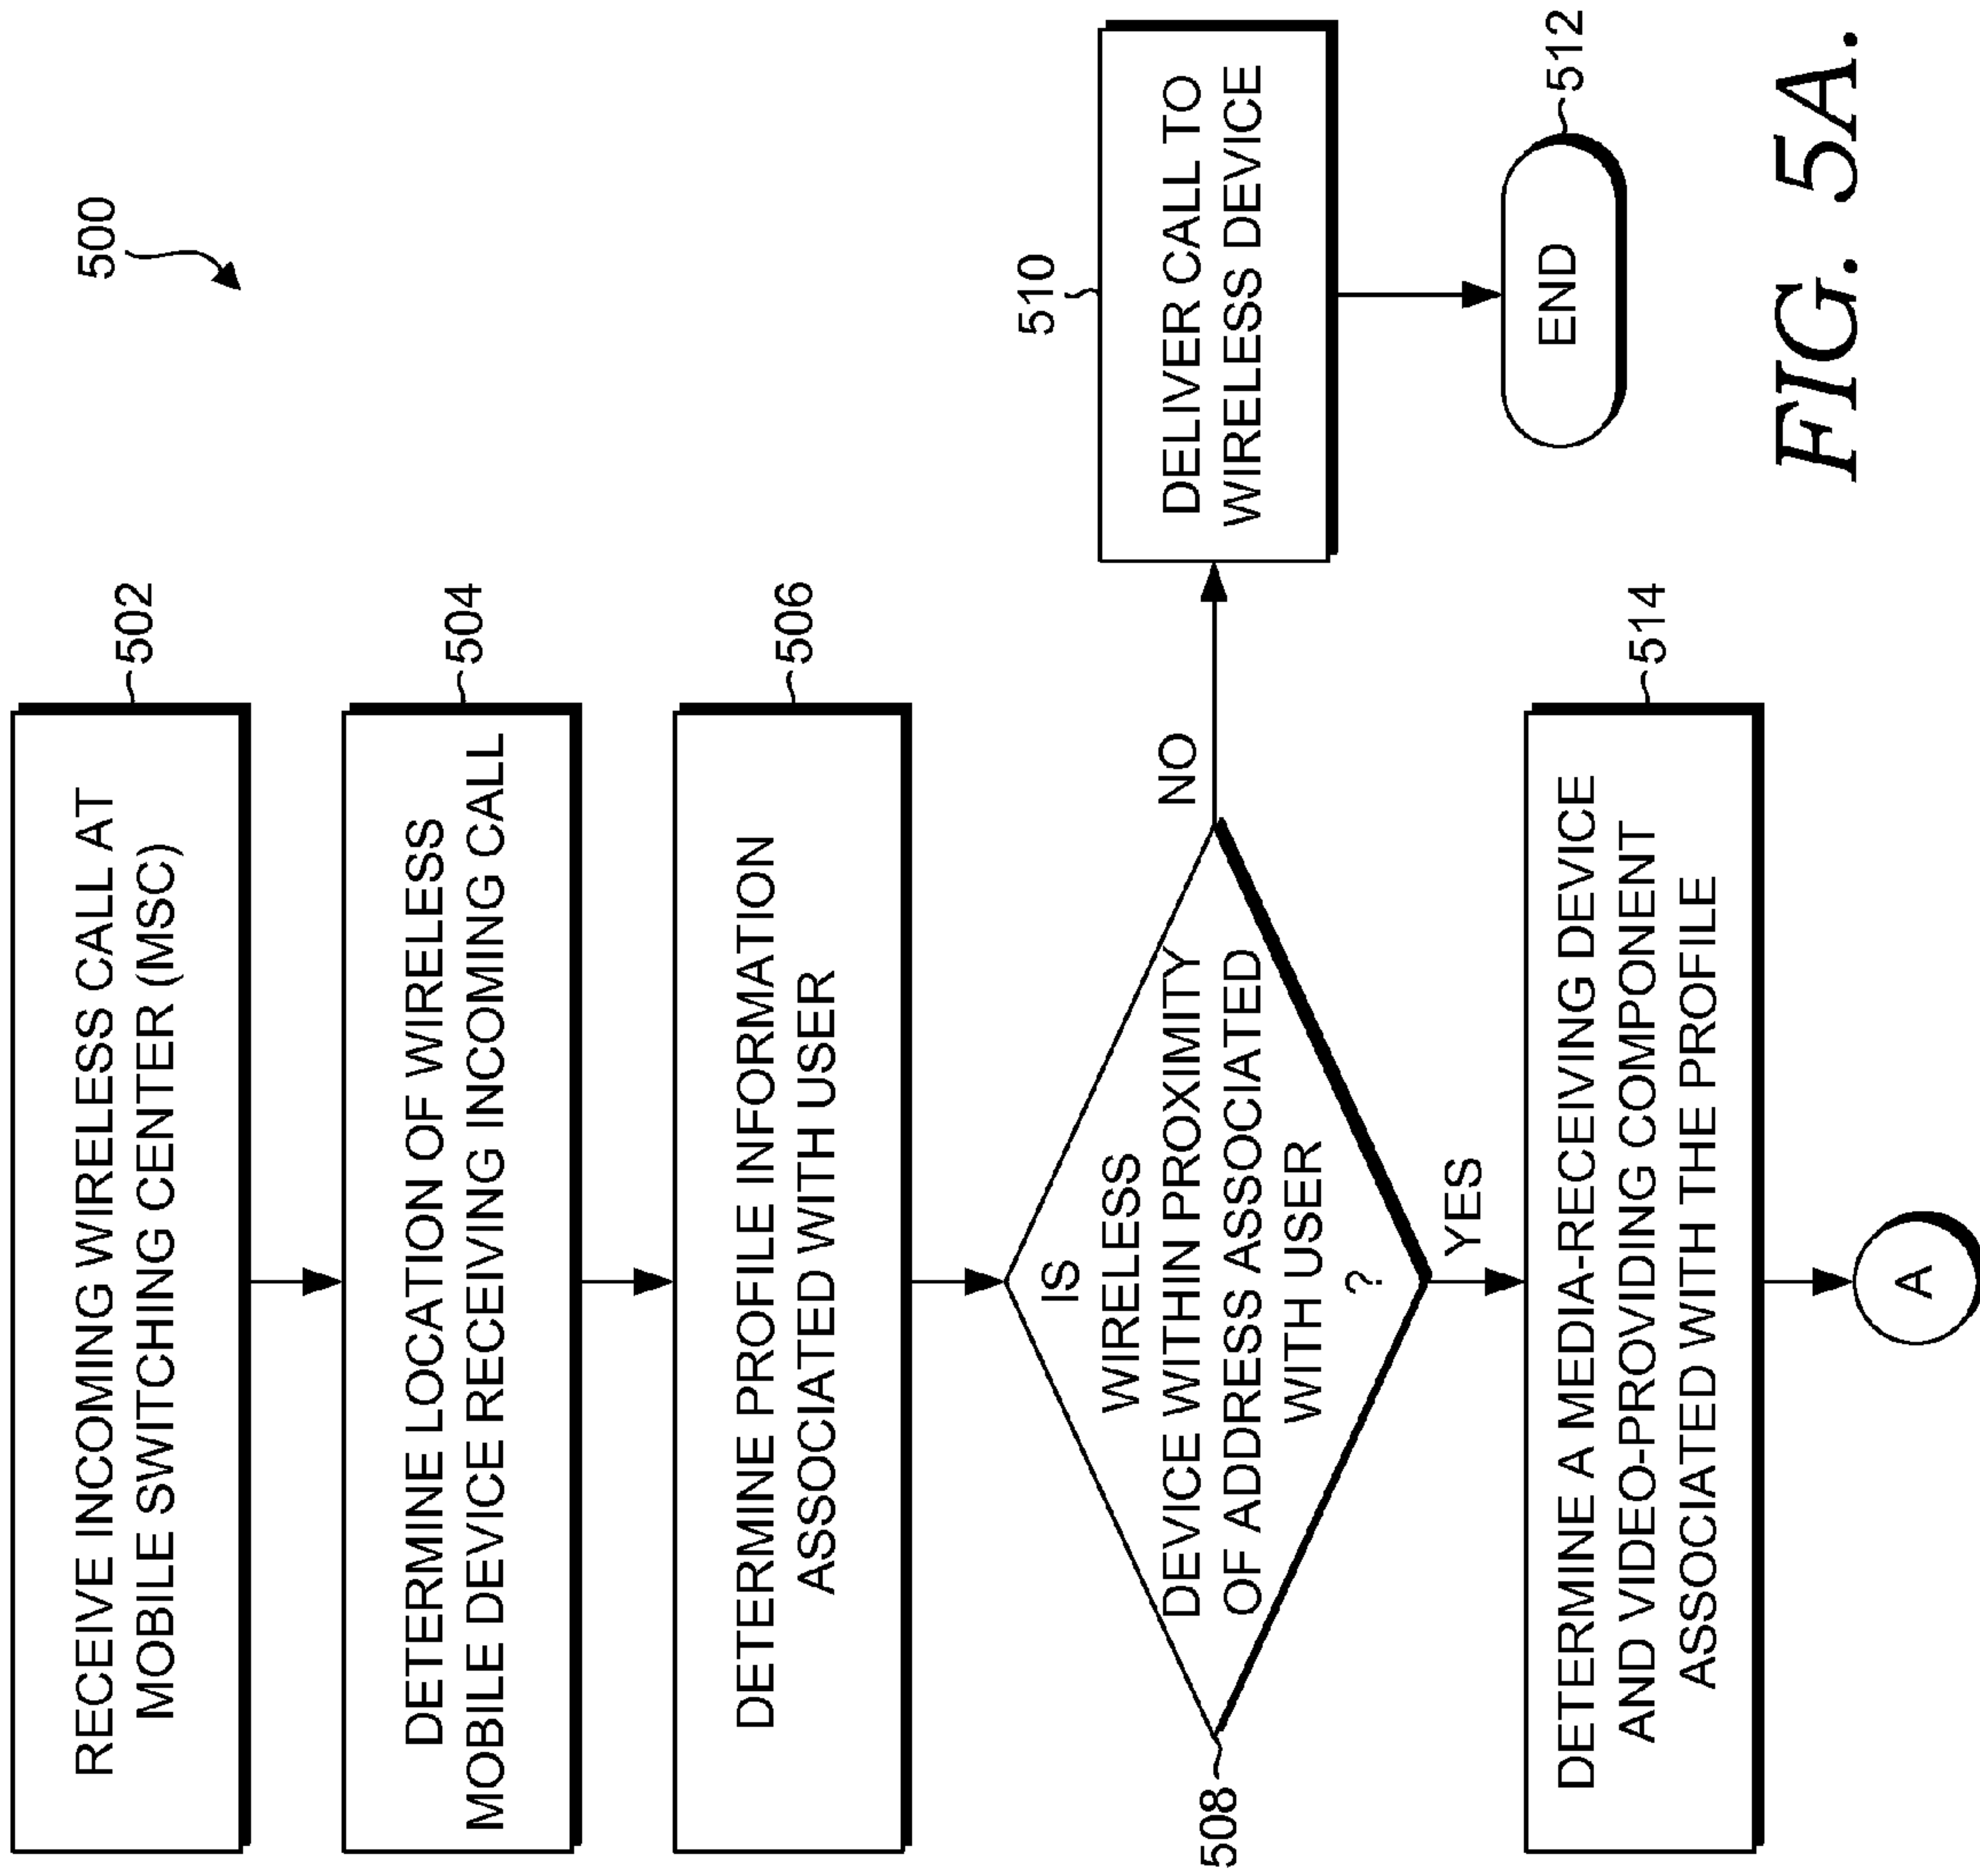 500
RECEIVE INCOMING WIRELESS CALL AT
MOBILE SWITCHING CENTER (MSC)
502
DETERMINE LOCATION OF WIRELESS
MOBILE DEVICE RECEIVING INCOMING CALL
504
DETERMINE PROFILE INFORMATION
ASSOCIATED WITH USER
506
IS
WIRELESS
DEVICE WITHIN PROXIMITY
OF ADDRESS ASSOCIATED
WITH USER
?
508
NO
510
DELIVER CALL TO
WIRELESS DEVICE
END
512
YES
DETERMINE A MEDIA-RECEIVING DEVICE
AND VIDEO-PROVIDING COMPONENT
ASSOCIATED WITH THE PROFILE
514
A
FIG. 5A.